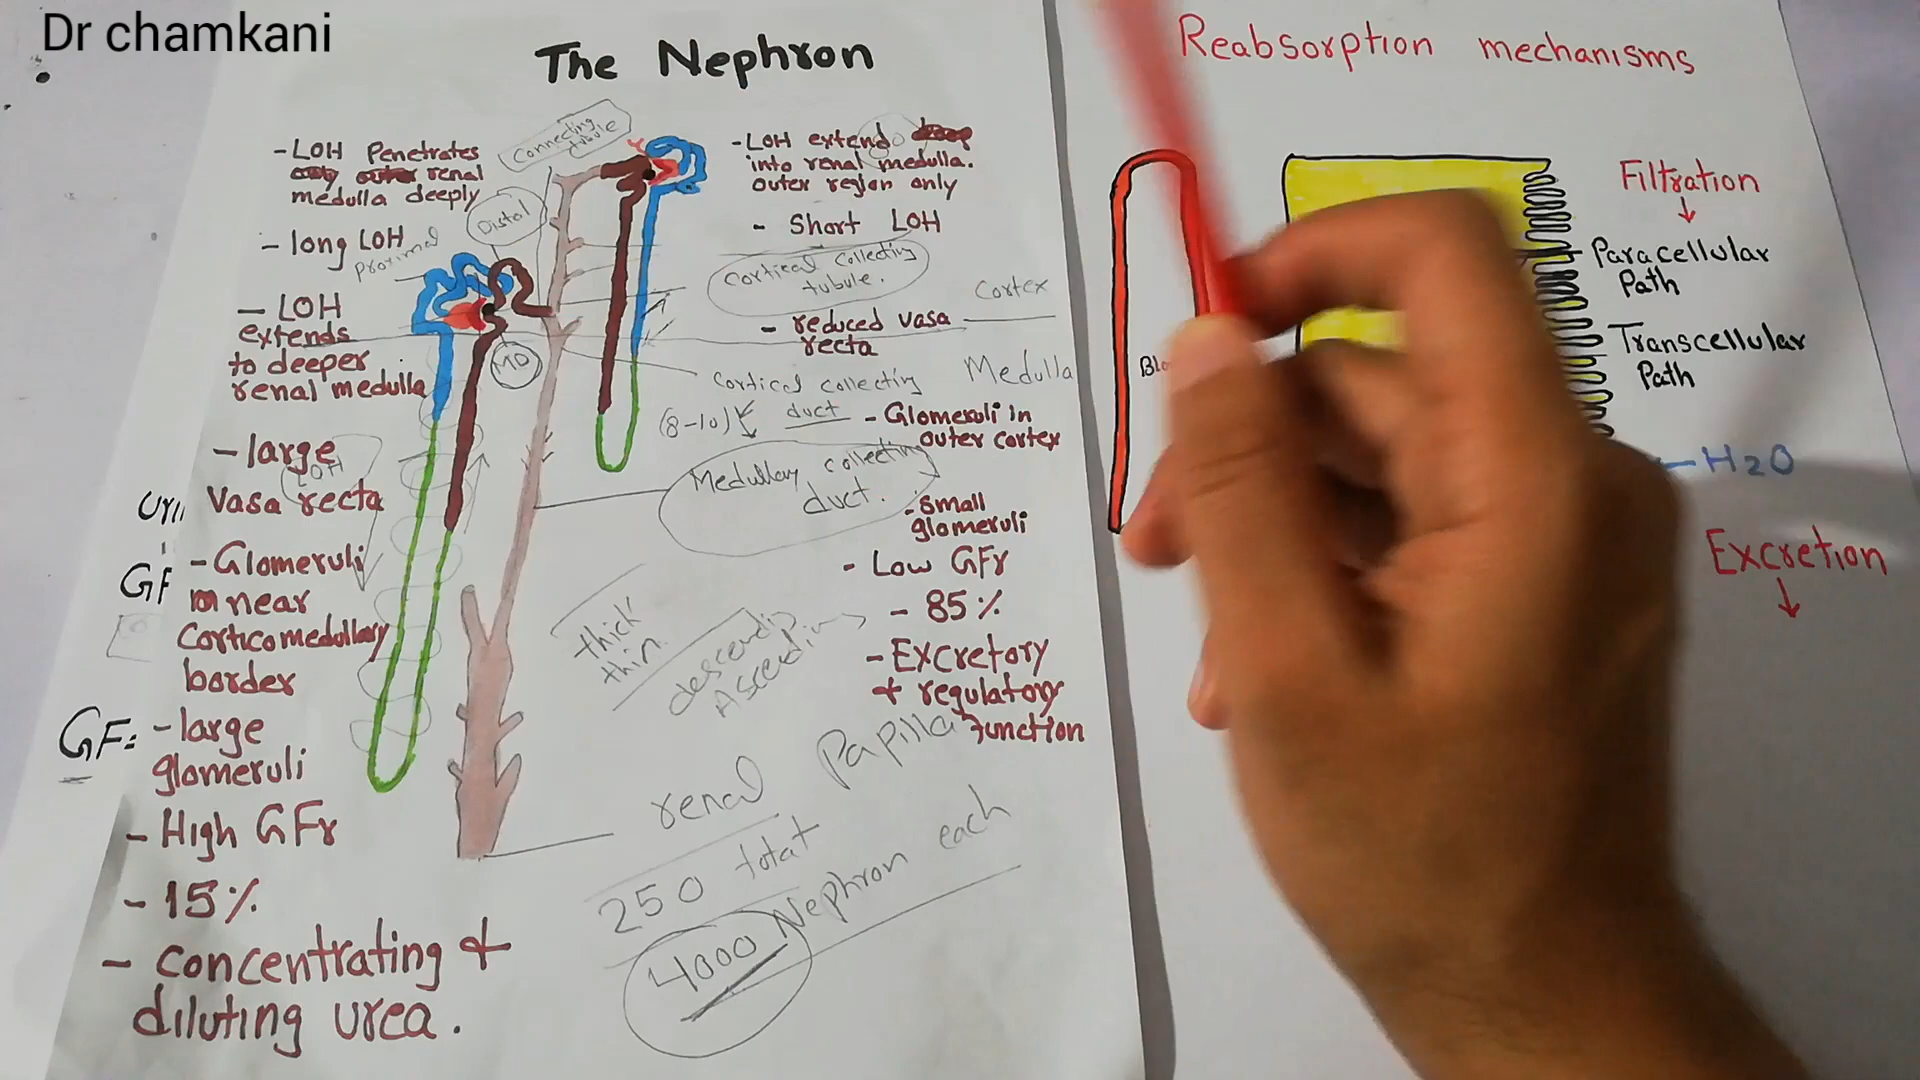 Dr chamkani
The Nephron
Connecting
tubule
- LOH Penetrates
renal
medulla deeply
- long LOH
proximal
Distal
- LOH
extends
to deeper
renal medulla
MD
- large
LOH
Vasa recta
- Glomeruli
near
Corticomedullary
border
GF
GF=
- large
glomeruli
- High GFr
- 15%
- concentrating +
diluting urea.
- LOH extend
into renal medulla.
outer region only
- Short LOH
Cortical Collecting
tubule.
Cortex
- reduced vasa
recta
Cortical collecting
duct
(8-10)
Medulla
- Glomeruli in
outer cortex
Medullary collecting
duct.
- Small
glomeruli
- Low GFr
- 85%
- Excretory
+ regulatory
function
thick
thin
Ascending
renal Papilla
250 total
4000 Nephron each
Reabsorption mechanisms
Filtration
Paracellular
Path
Transcellular
Path
Blo
H2O
Excretion